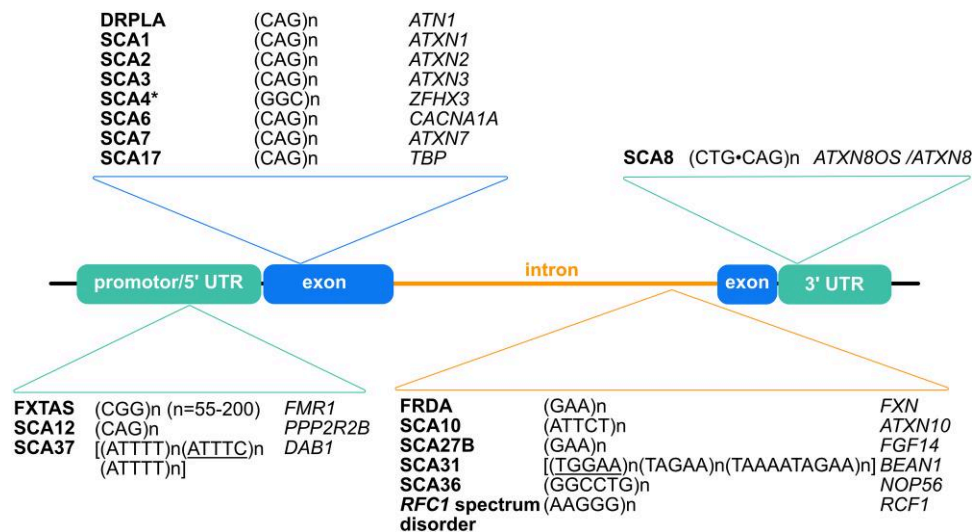 DRPLA (CAG)n ATN1
SCA1 (CAG)n ATXN1
SCA2 (CAG)n ATXN2
SCA3 (CAG)n ATXN3
SCA4* (GGC)n ZFHX3
SCA6 (CAG)n CACNA1A
SCA7 (CAG)n ATXN7
SCA17 (CAG)n TBP
SCA8 (CTG•CAG)n ATXN8OS /ATXN8
promotor/5' UTR exon intron exon 3' UTR
FXTAS (CGG)n (n=55-200) FMR1
SCA12 (CAG)n PPP2R2B
SCA37 [(ATTTT)n(ATTTC)n DAB1
(ATTTT)n]
FRDA (GAA)n FXN
SCA10 (ATTCT)n ATXN10
SCA27B (GAA)n FGF14
SCA31 [(TGGAA)n(TAGAA)n(TAAAATAGAA)n] BEAN1
SCA36 (GGCCTG)n NOP56
RFC1 spectrum (AAGGG)n RCF1
disorder